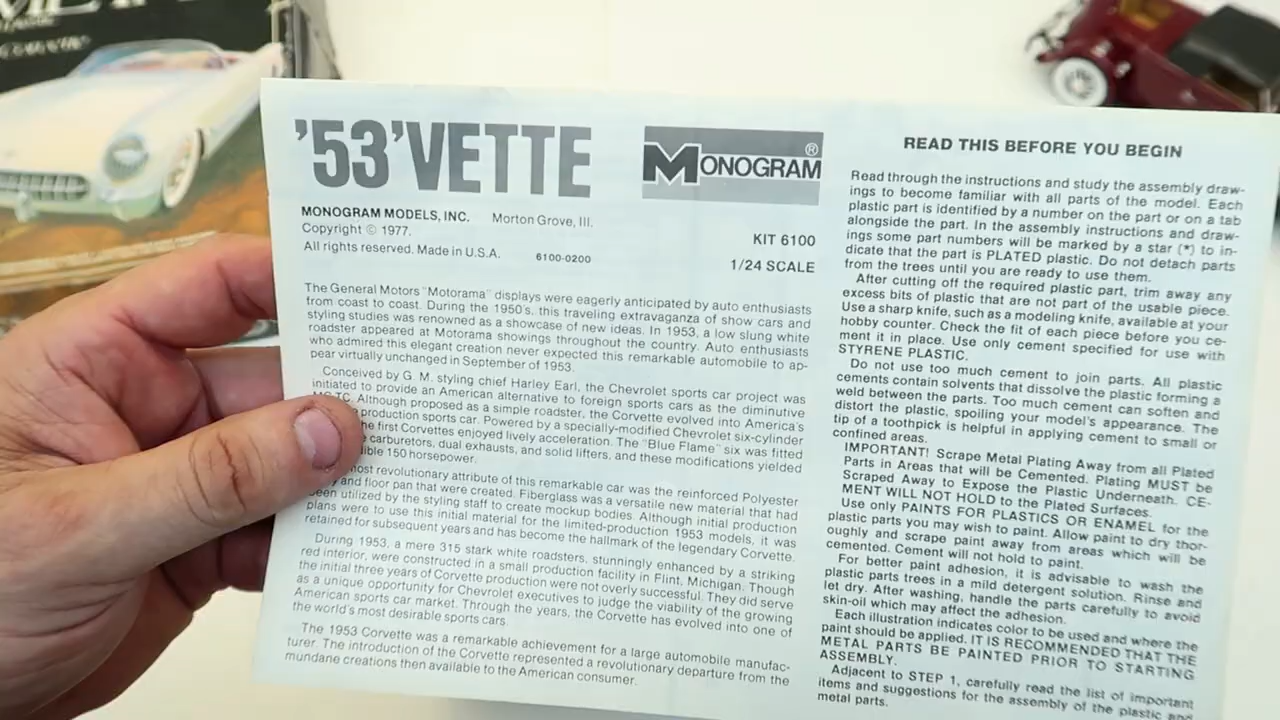 '53 'VETTE
MONOGRAM®
MONOGRAM MODELS, INC. Morton Grove, Ill.
Copyright © 1977.
All rights reserved. Made in U.S.A. 6100-0200
KIT 6100
1/24 SCALE
The General Motors "Motorama" displays were eagerly anticipated by auto enthusiasts
from coast to coast. During the 1950's, this traveling extravaganza of show cars and
styling studies was renowned as a showcase of new ideas. In 1953, a low slung white
roadster appeared at Motorama showings throughout the country. Auto enthusiasts
who admired this elegant creation never expected this remarkable automobile to ap-
pear virtually unchanged in September of 1953.
Conceived by G. M. styling chief Harley Earl, the Chevrolet sports car project was
initiated to provide an American alternative to foreign sports cars as the diminutive
TC. Although proposed as a simple roadster, the Corvette evolved into America's
production sports car. Powered by a specially-modified Chevrolet six-cylinder
the first Corvettes enjoyed lively acceleration. The "Blue Flame" six was fitted
carburetors, dual exhausts, and solid lifters, and these modifications yielded
150 horsepower.
most revolutionary attribute of this remarkable car was the reinforced Polyester
and floor pan that were created. Fiberglass was a versatile new material that had
been utilized by the styling staff to create mockup bodies. Although initial production
plans were to use this initial material for the limited-production 1953 models, it was
retained for subsequent years and has become the hallmark of the legendary Corvette.
During 1953, a mere 315 stark white roadsters, stunningly enhanced by a striking
red interior, were constructed in a small production facility in Flint, Michigan. Though
the initial three years of Corvette production were not overly successful. They did serve
as a unique opportunity for Chevrolet executives to judge the viability of the growing
American sports car market. Through the years, the Corvette has evolved into one of
the world's most desirable sports cars.
The 1953 Corvette was a remarkable achievement for a large automobile manufac-
turer. The introduction of the Corvette represented a revolutionary departure from the
mundane creations then available to the American consumer.
READ THIS BEFORE YOU BEGIN
Read through the instructions and study the assembly draw-
ings to become familiar with all parts of the model. Each
plastic part is identified by a number on the part or on a tab
alongside the part. In the assembly instructions and draw-
ings some part numbers will be marked by a star (*) to in-
dicate that the part is PLATED plastic. Do not detach parts
from the trees until you are ready to use them.
After cutting off the required plastic part, trim away any
excess bits of plastic that are not part of the usable piece.
Use a sharp knife, such as a modeling knife, available at your
hobby counter. Check the fit of each piece before you ce-
ment it in place. Use only cement specified for use with
STYRENE PLASTIC.
Do not use too much cement to join parts. All plastic
cements contain solvents that dissolve the plastic forming a
weld between the parts. Too much cement can soften and
distort the plastic, spoiling your model's appearance. The
tip of a toothpick is helpful in applying cement to small or
confined areas.
IMPORTANT! Scrape Metal Plating Away from all Plated
Parts in Areas that will be Cemented. Plating MUST be
Scraped Away to Expose the Plastic Underneath. CE-
MENT WILL NOT HOLD to the Plated Surfaces.
Use only PAINTS FOR PLASTICS OR ENAMEL for the
plastic parts you may wish to paint. Allow paint to dry thor-
oughly and scrape paint away from areas which will be
cemented. Cement will not hold to paint.
For better paint adhesion, it is advisable to wash the
plastic parts trees in a mild detergent solution. Rinse and
let dry. After washing, handle the parts carefully to avoid
skin-oil which may affect the adhesion.
Each illustration indicates color to be used and where the
paint should be applied. IT IS RECOMMENDED THAT THE
METAL PARTS BE PAINTED PRIOR TO STARTING
ASSEMBLY.
Adjacent to STEP 1, carefully read the list of important
items and suggestions for the assembly of the plastic and
metal parts.